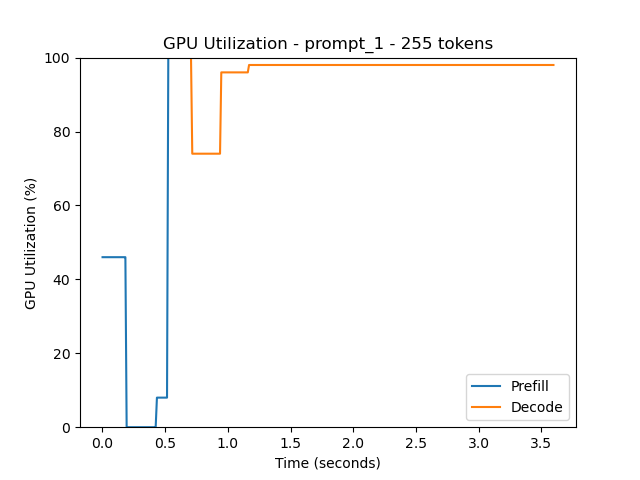 GPU Utilization - prompt_1 - 255 tokens
100
80
60
40
20
0
GPU Utilization (%)
0.0 0.5 1.0 1.5 2.0 2.5 3.0 3.5
Time (seconds)
Prefill
Decode